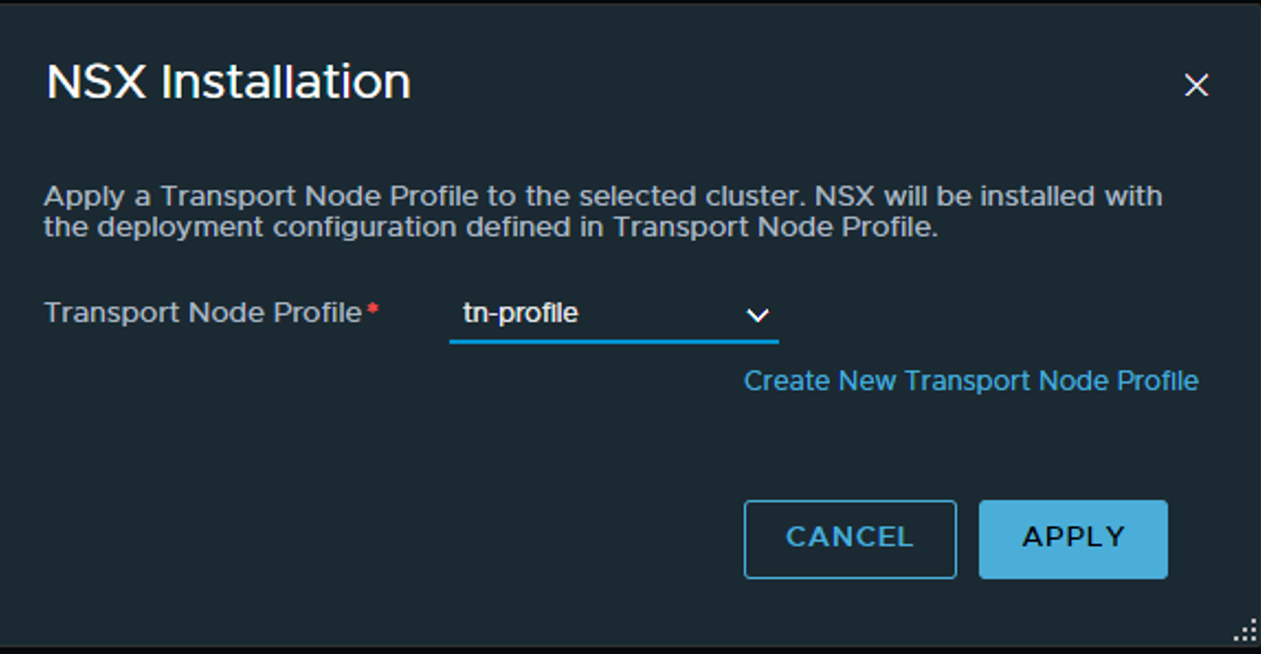 NSX Installation
Apply a Transport Node Profile to the selected cluster. NSX will be installed with
the deployment configuration defined in Transport Node Profile.
Transport Node Profile* tn-profile
Create New Transport Node Profile
CANCEL APPLY